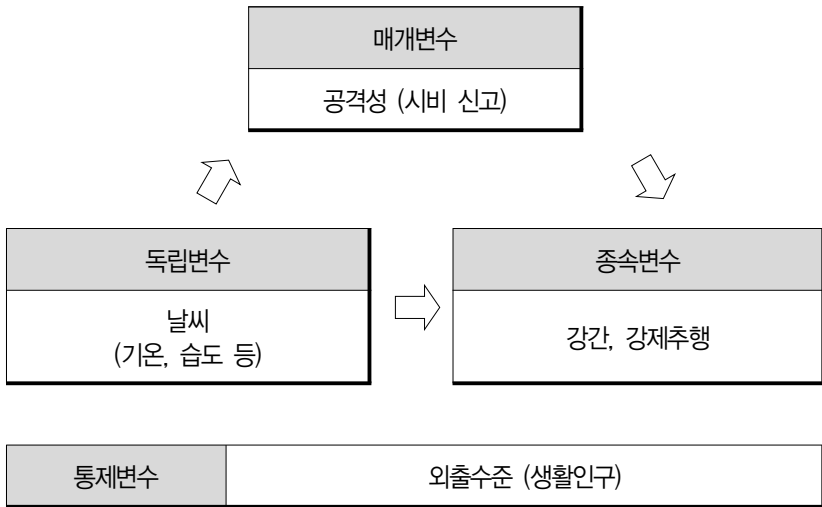 매개변수
공격성 (시비 신고)
독립변수
날씨
(기온, 습도 등)
종속변수
강간, 강제추행
통제변수
외출수준 (생활인구)